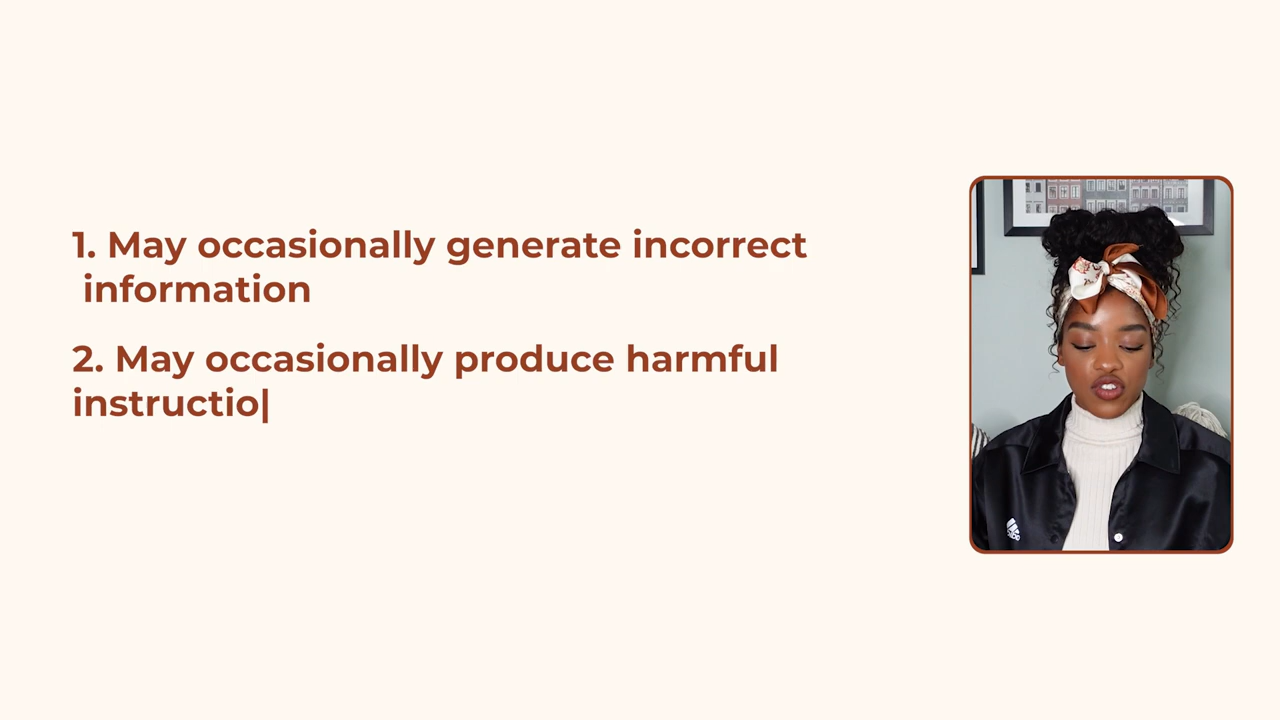 1. May occasionally generate incorrect
information
2. May occasionally produce harmful
instructio|